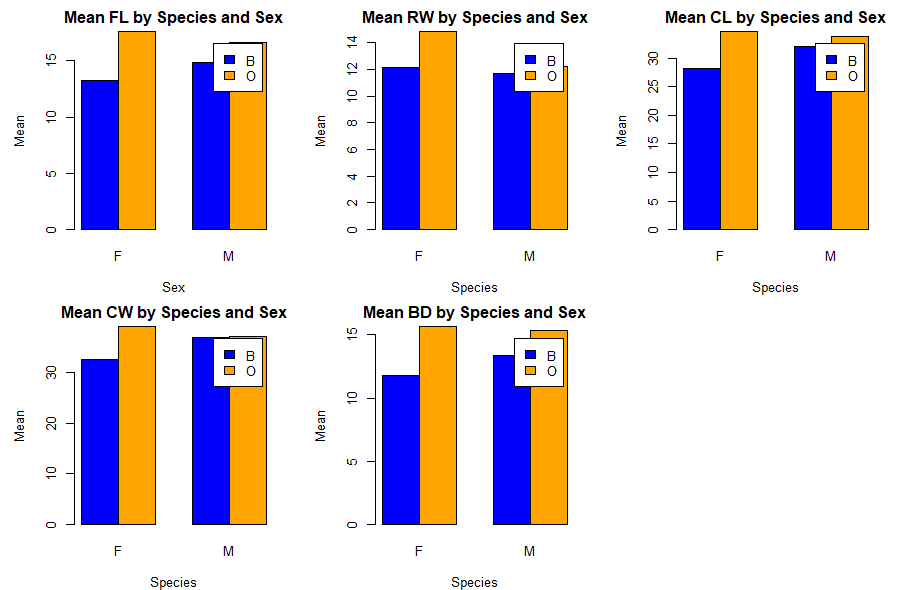 Mean FL by Species and Sex
Mean
0
5
10
15
F
M
B
O
Sex
Mean RW by Species and Sex
Mean
0
2
4
6
8
10
12
14
F
M
B
O
Species
Mean CL by Species and Sex
Mean
0
5
10
15
20
25
30
F
M
B
O
Species
Mean CW by Species and Sex
Mean
0
10
20
30
F
M
B
O
Species
Mean BD by Species and Sex
Mean
0
5
10
15
F
M
B
O
Species